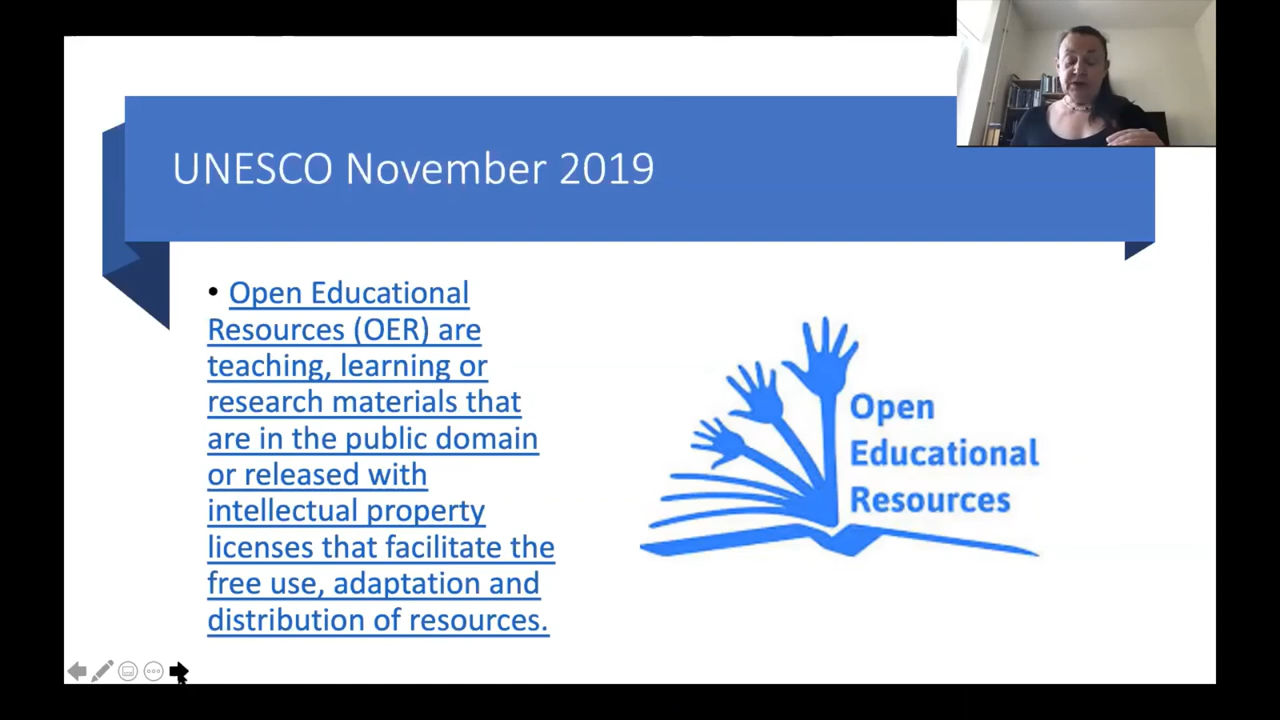 UNESCO November 2019
• Open Educational
Resources (OER) are
teaching, learning or
research materials that
are in the public domain
or released with
intellectual property
licenses that facilitate the
free use, adaptation and
distribution of resources.
Open
Educational
Resources